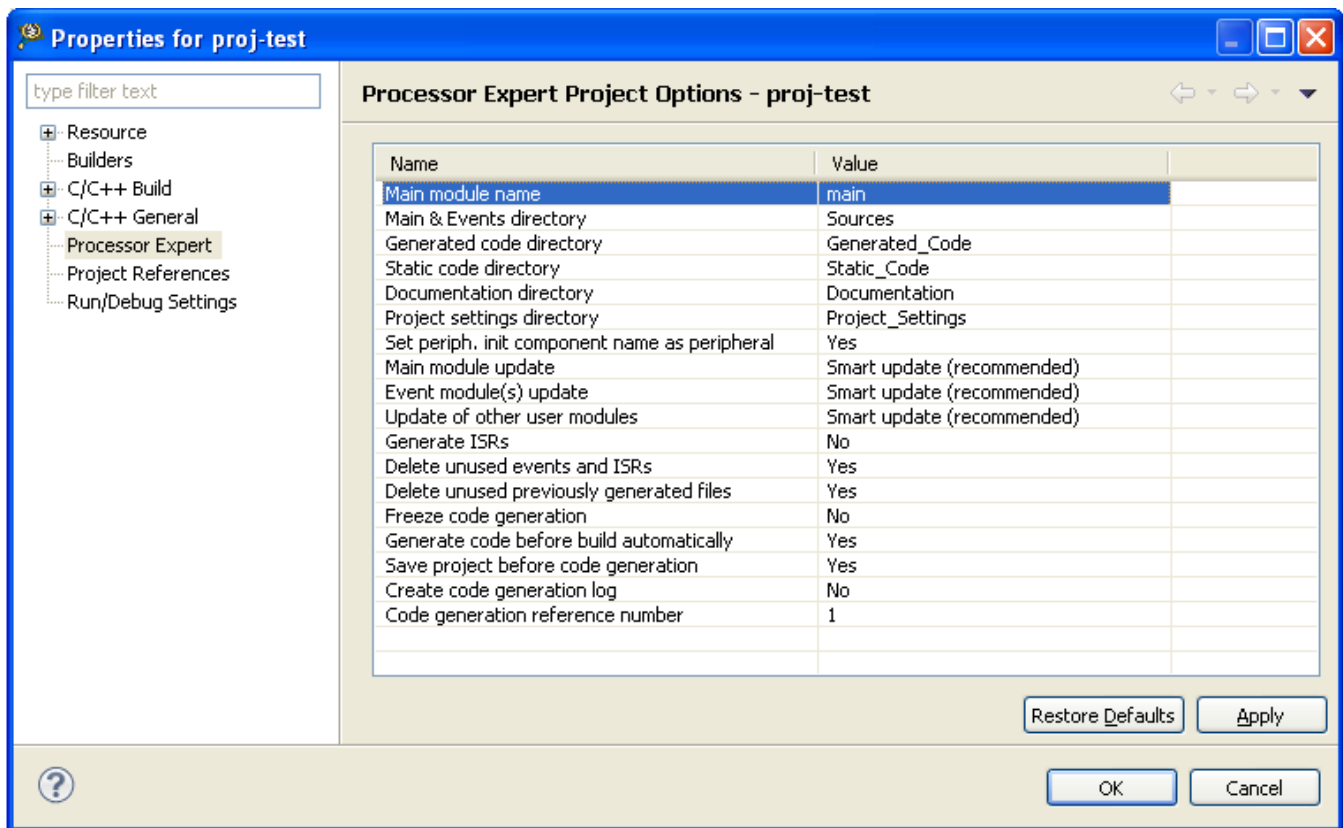 Properties for proj-test
type filter text
Resource
Builders
C/C++ Build
C/C++ General
Processor Expert
Project References
Run/Debug Settings
Processor Expert Project Options - proj-test
Name Value
Main module name main
Main & Events directory Sources
Generated code directory Generated_Code
Static code directory Static_Code
Documentation directory Documentation
Project settings directory Project_Settings
Set periph. init component name as peripheral Yes
Main module update Smart update (recommended)
Event module(s) update Smart update (recommended)
Update of other user modules Smart update (recommended)
Generate ISRs No
Delete unused events and ISRs Yes
Delete unused previously generated files Yes
Freeze code generation No
Generate code before build automatically Yes
Save project before code generation Yes
Create code generation log No
Code generation reference number 1
Restore Defaults Apply
OK Cancel